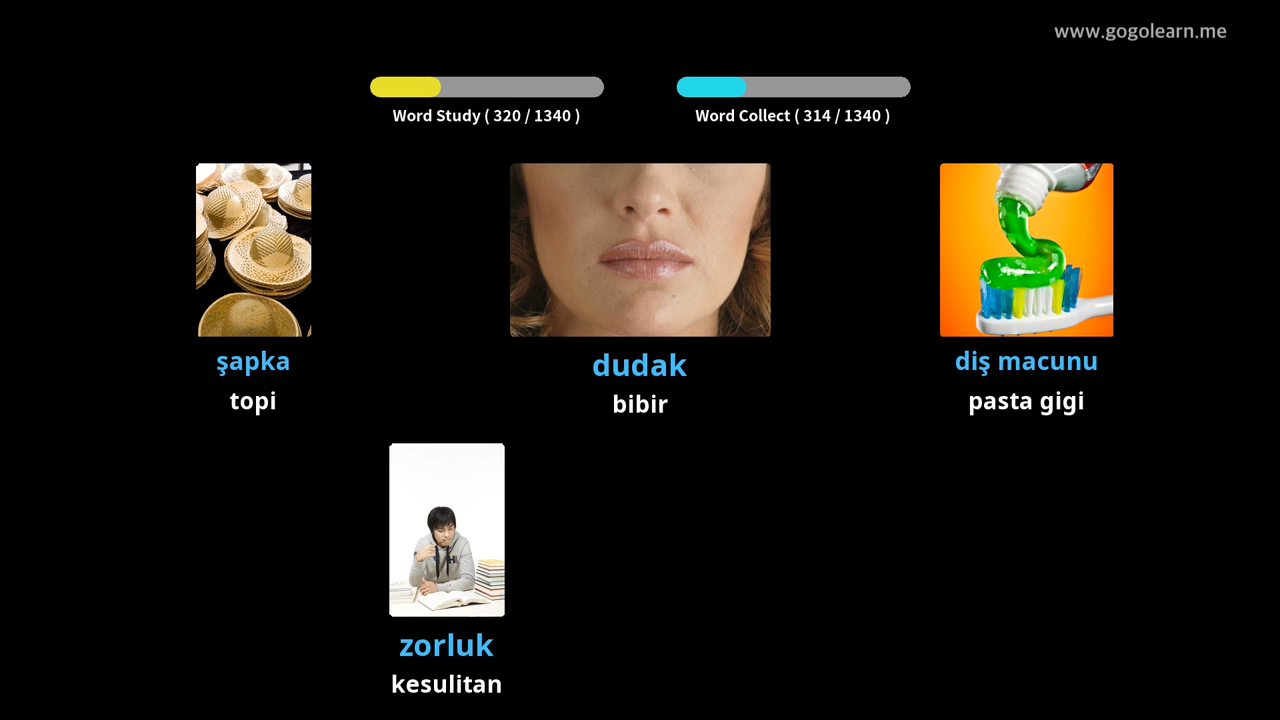 www.gogolearn.me
Word Study ( 320 / 1340 )
Word Collect ( 314 / 1340 )
şapka
topi
dudak
bibir
diş macunu
pasta gigi
zorluk
kesulitan